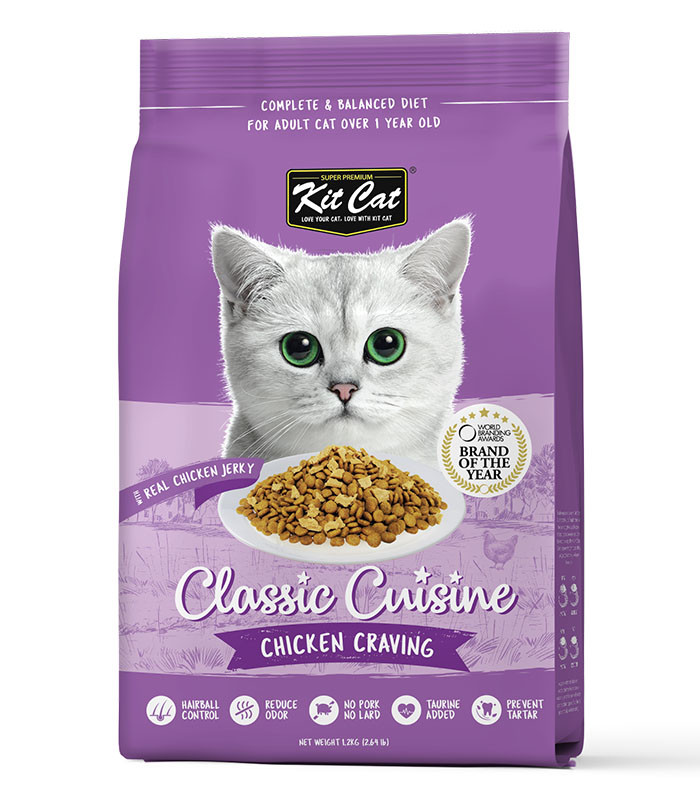 COMPLETE & BALANCED DIET
FOR ADULT CAT OVER 1 YEAR OLD
SUPER PREMIUM
Kit Cat®
LOVE YOUR CAT, LOVE WITH KIT CAT
WORLD
BRANDING
AWARDS
BRAND
OF THE
YEAR
WITH REAL CHICKEN JERKY
Classic Cuisine
CHICKEN CRAVING
HAIRBALL
CONTROL
REDUCE
ODOR
NO PORK
NO LARD
TAURINE
ADDED
PREVENT
TARTAR
NET WEIGHT 1.2KG (2.64 lb)